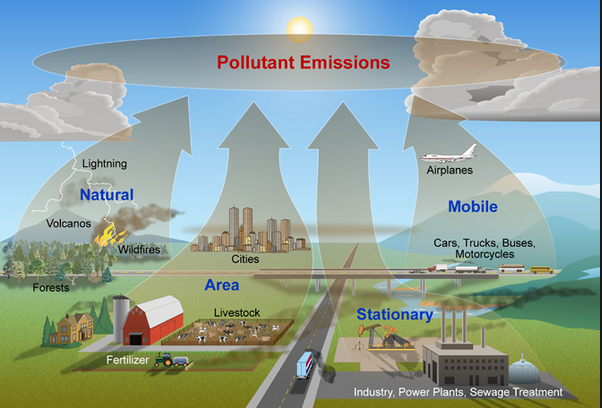 Pollutant Emissions
Lightning
Natural
Volcanos
Wildfires
Forests
Cities
Area
Livestock
Fertilizer
Airplanes
Mobile
Cars, Trucks, Buses,
Motorcycles
Stationary
Industry, Power Plants, Sewage Treatment